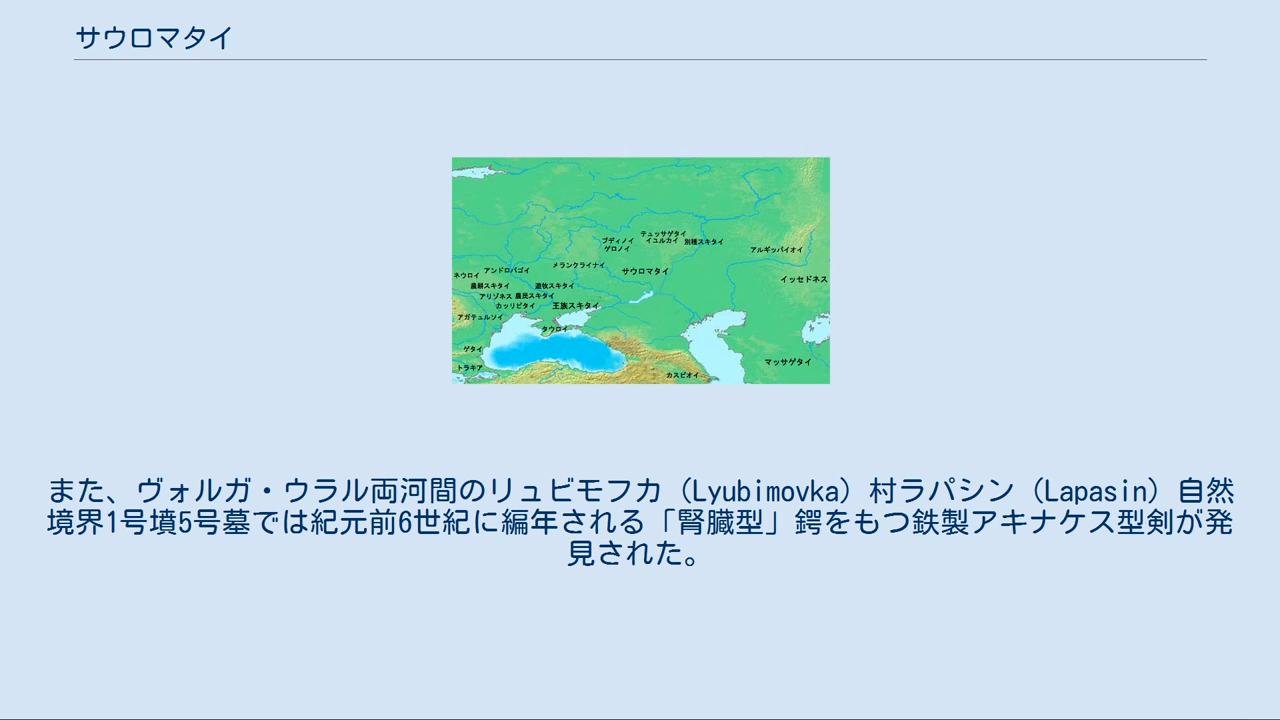 サウロマタイ
テュッサゲタイ
ブディノイ
イユルカイ
別種スキタイ
ゲロノイ
アルギッパイオイ
メランクライナイ
ネウロイ
アンドロパゴイ
サウロマタイ
イッセドネス
農耕スキタイ
遊牧スキタイ
アリゾネス
農民スキタイ
カッリピダイ
王族スキタイ
アガテュルソイ
タウロイ
ゲタイ
マッサゲタイ
トラキア
カスピオイ
また、ヴォルガ・ウラル両河間のリュビモフカ（Lyubimovka）村ラパシン（Lapasin）自然
境界1号墳5号墓では紀元前6世紀に編年される「腎臓型」鍔をもつ鉄製アキナケス型剣が発
見された。